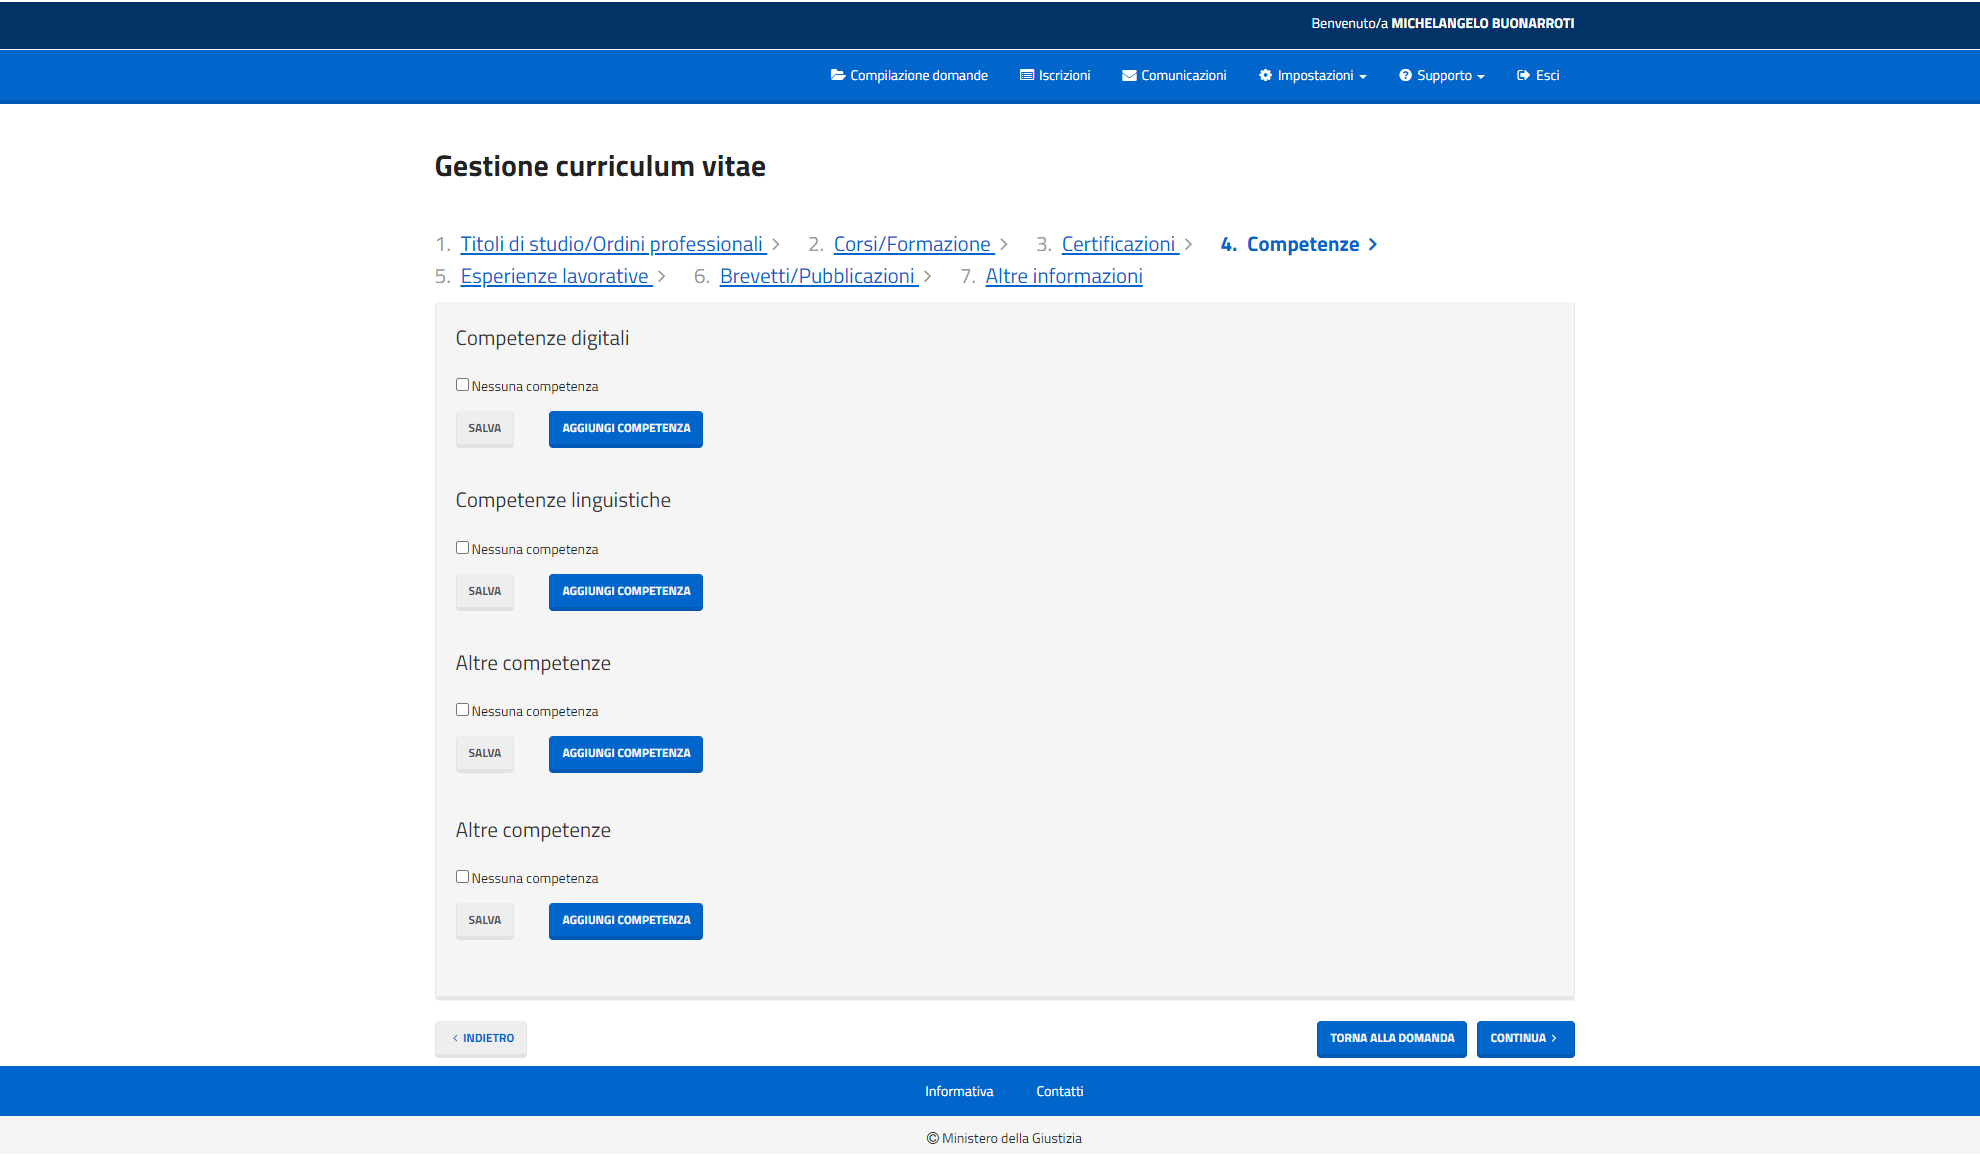 Benvenuto/a MICHELANGELO BUONARROTI
Compilazione domande Iscrizioni Comunicazioni Impostazioni Supporto Esci
Gestione curriculum vitae
1. Titoli di studio/Ordini professionali > 2. Corsi/Formazione > 3. Certificazioni > 4. Competenze >
5. Esperienze lavorative > 6. Brevetti/Pubblicazioni > 7. Altre informazioni
Competenze digitali
Nessuna competenza
SALVA AGGIUNGI COMPETENZA
Competenze linguistiche
Nessuna competenza
SALVA AGGIUNGI COMPETENZA
Altre competenze
Nessuna competenza
SALVA AGGIUNGI COMPETENZA
Altre competenze
Nessuna competenza
SALVA AGGIUNGI COMPETENZA
< INDIETRO TORNA ALLA DOMANDA CONTINUA >
Informativa Contatti
© Ministero della Giustizia